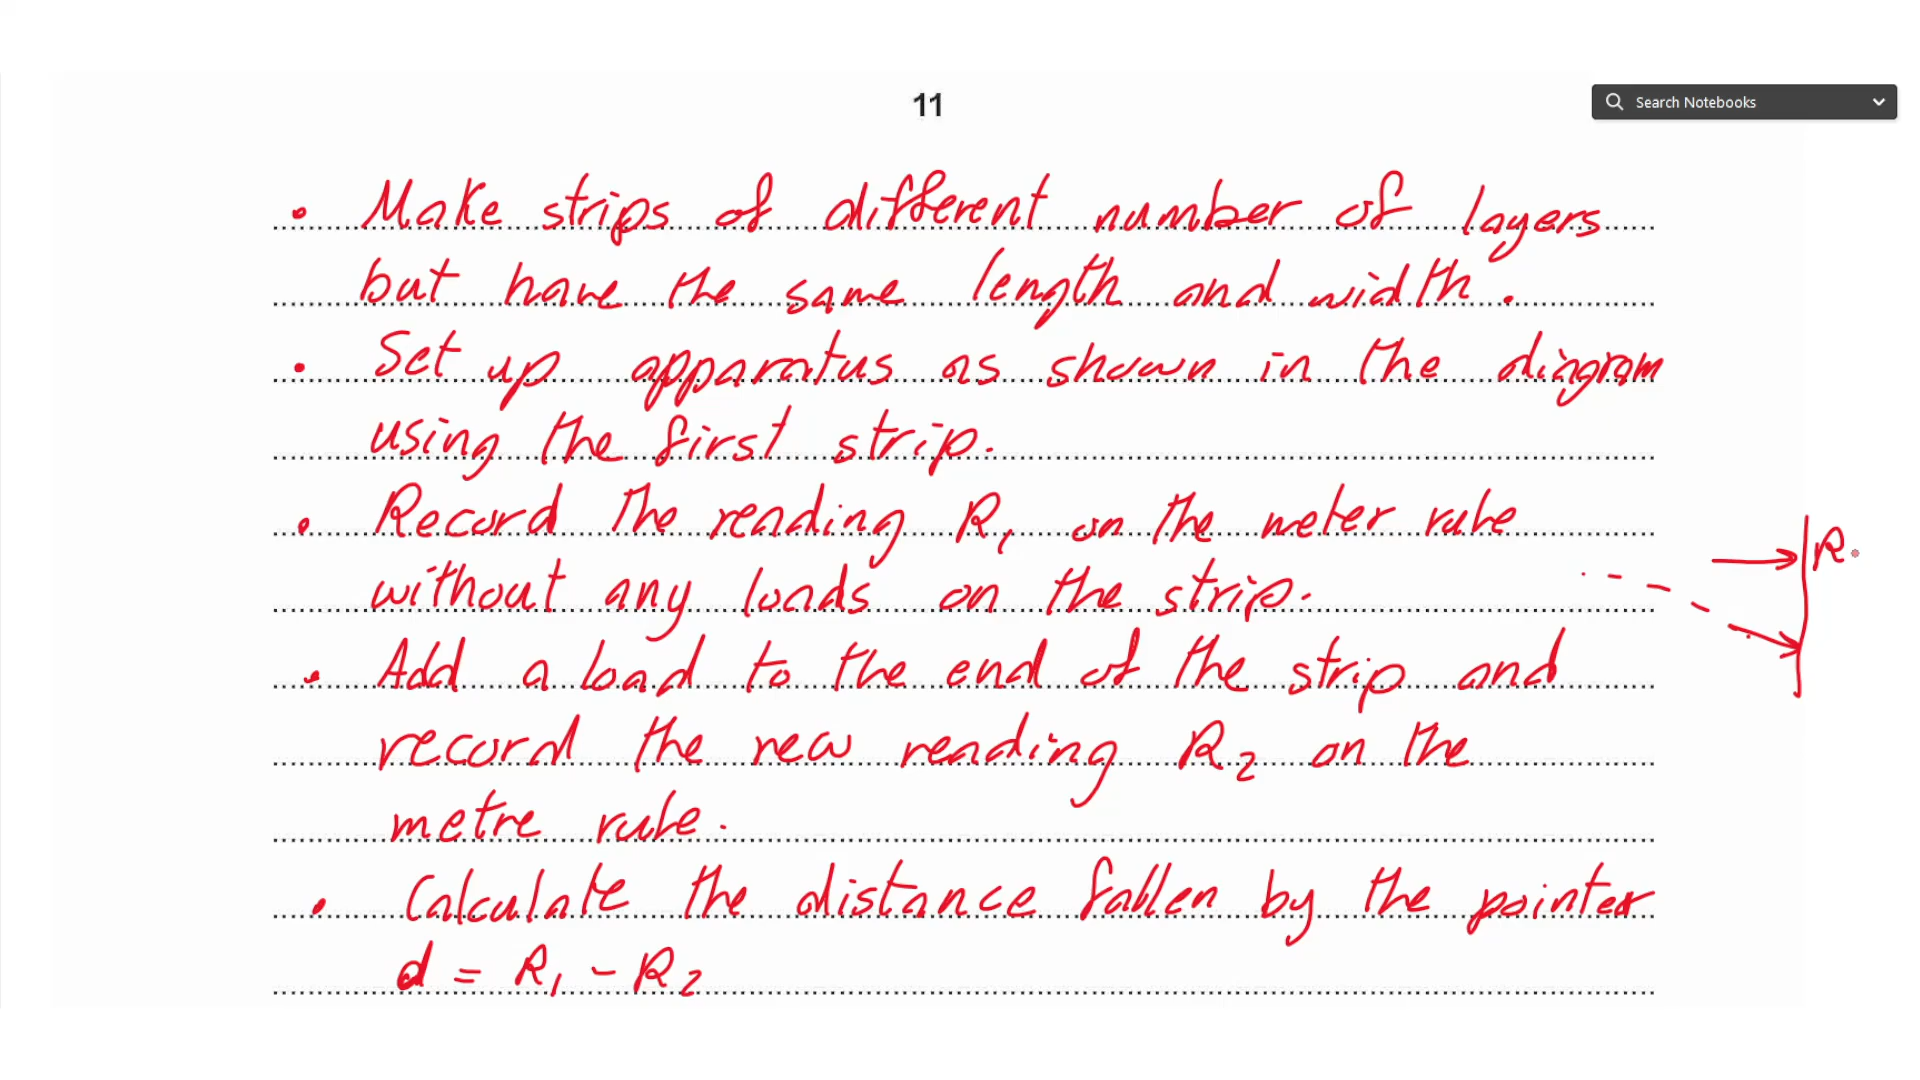 11
Search Notebooks
• Make strips of different number of layers
but have the same length and width.
• Set up apparatus as shown in the diagram
using the first strip.
• Record the reading R₁ on the meter rule
without any loads on the strip.
R
• Add a load to the end of the strip and
record the new reading R₂ on the
metre rule.
• Calculate the distance fallen by the pointer
d = R₁ - R₂